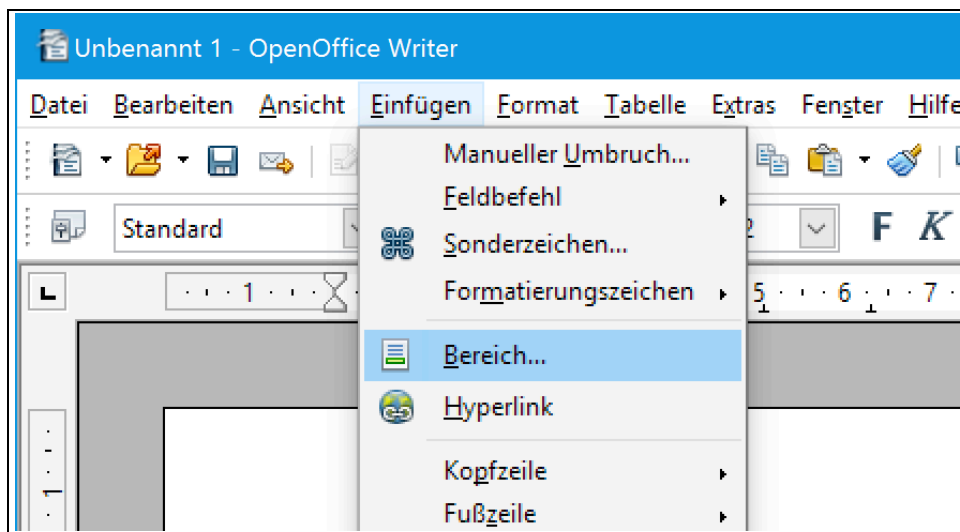 Unbenannt 1 - OpenOffice Writer
Datei Bearbeiten Ansicht Einfügen Format Tabelle Extras Fenster Hilfe
Manueller Umbruch...
Feldbefehl
Standard
F K
Sonderzeichen...
Formatierungszeichen
1 5 6 7
Bereich...
Hyperlink
Kopfzeile
1
Fußzeile